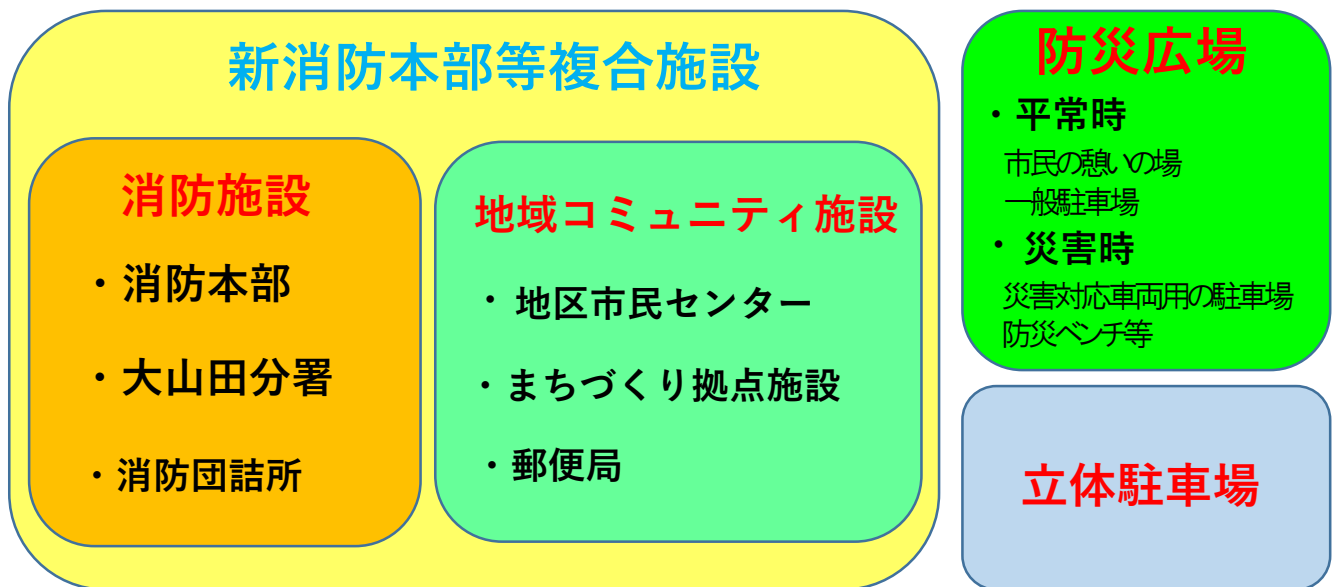 新消防本部等複合施設
消防施設
・消防本部
・大山田分署
・消防団詰所
地域コミュニティ施設
・地区市民センター
・まちづくり拠点施設
・郵便局
防災広場
・平常時
市民の憩いの場
一般駐車場
・災害時
災害対応車両用の駐車場
防災ベンチ等
立体駐車場